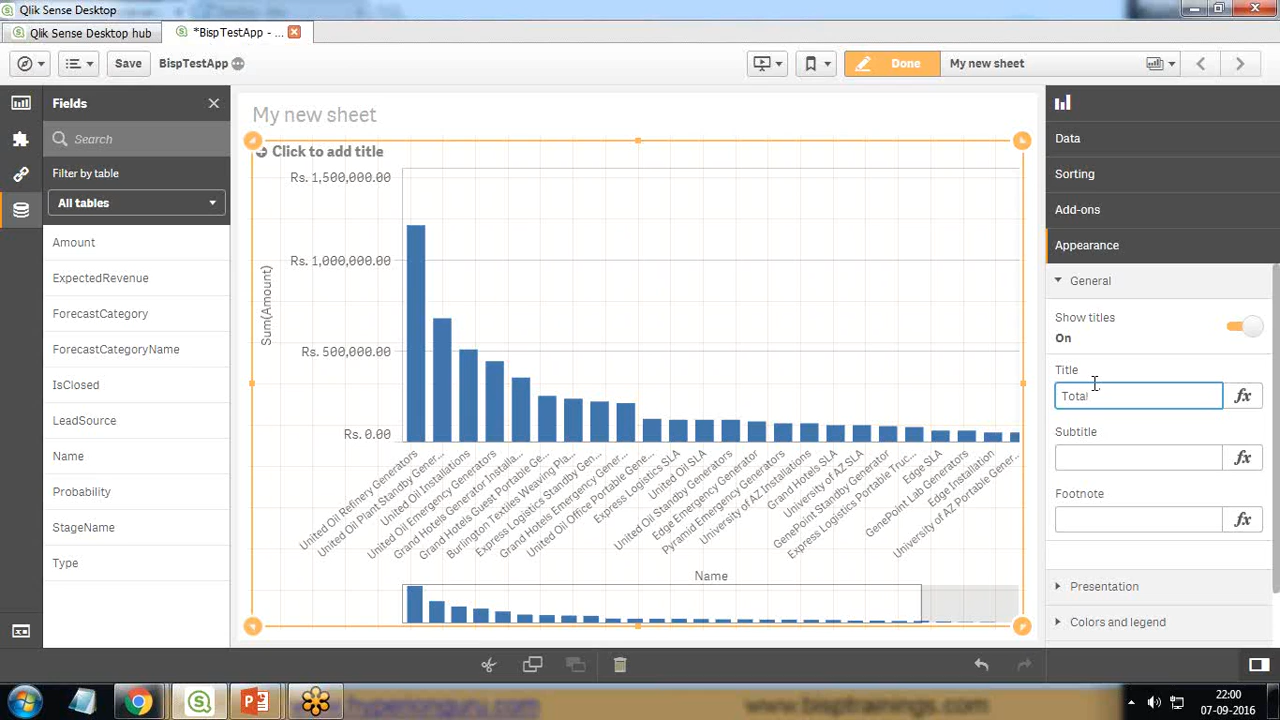 Qlik Sense Desktop
Qlik Sense Desktop hub
*BispTestApp - ...
Save
BispTestApp
Done
My new sheet
Fields
Search
Filter by table
All tables
Amount
ExpectedRevenue
ForecastCategory
ForecastCategoryName
IsClosed
LeadSource
Name
Probability
StageName
Type
My new sheet
Click to add title
Rs. 1,500,000.00
Rs. 1,000,000.00
Rs. 500,000.00
Rs. 0.00
Sum(Amount)
United Oil Refinery Generators
United Oil Plant Standby Gener...
United Oil Installations
United Oil Emergency Generators
Grand Hotels Generator Installa...
Grand Hotels Guest Portable Ge...
Burlington Textiles Weaving Pla...
Express Logistics Standby Gen...
Grand Hotels Emergency Gener...
United Oil Office Portable Gene...
Express Logistics SLA
United Oil SLA
United Oil Standby Generators
Edge Emergency Generator
Pyramid Emergency Generators
University of AZ Installations
Grand Hotels SLA
University of AZ SLA
GenePoint Standby Generator
Express Logistics Portable Truc...
Edge SLA
GenePoint Lab Generators
Edge Installation
University of AZ Portable Gener...
Name
Data
Sorting
Add-ons
Appearance
General
Show titles
On
Title
Total
fx
Subtitle
fx
Footnote
fx
Presentation
Colors and legend
hyperionguru.com
www.bisptrainings.com
22:00
07-09-2016